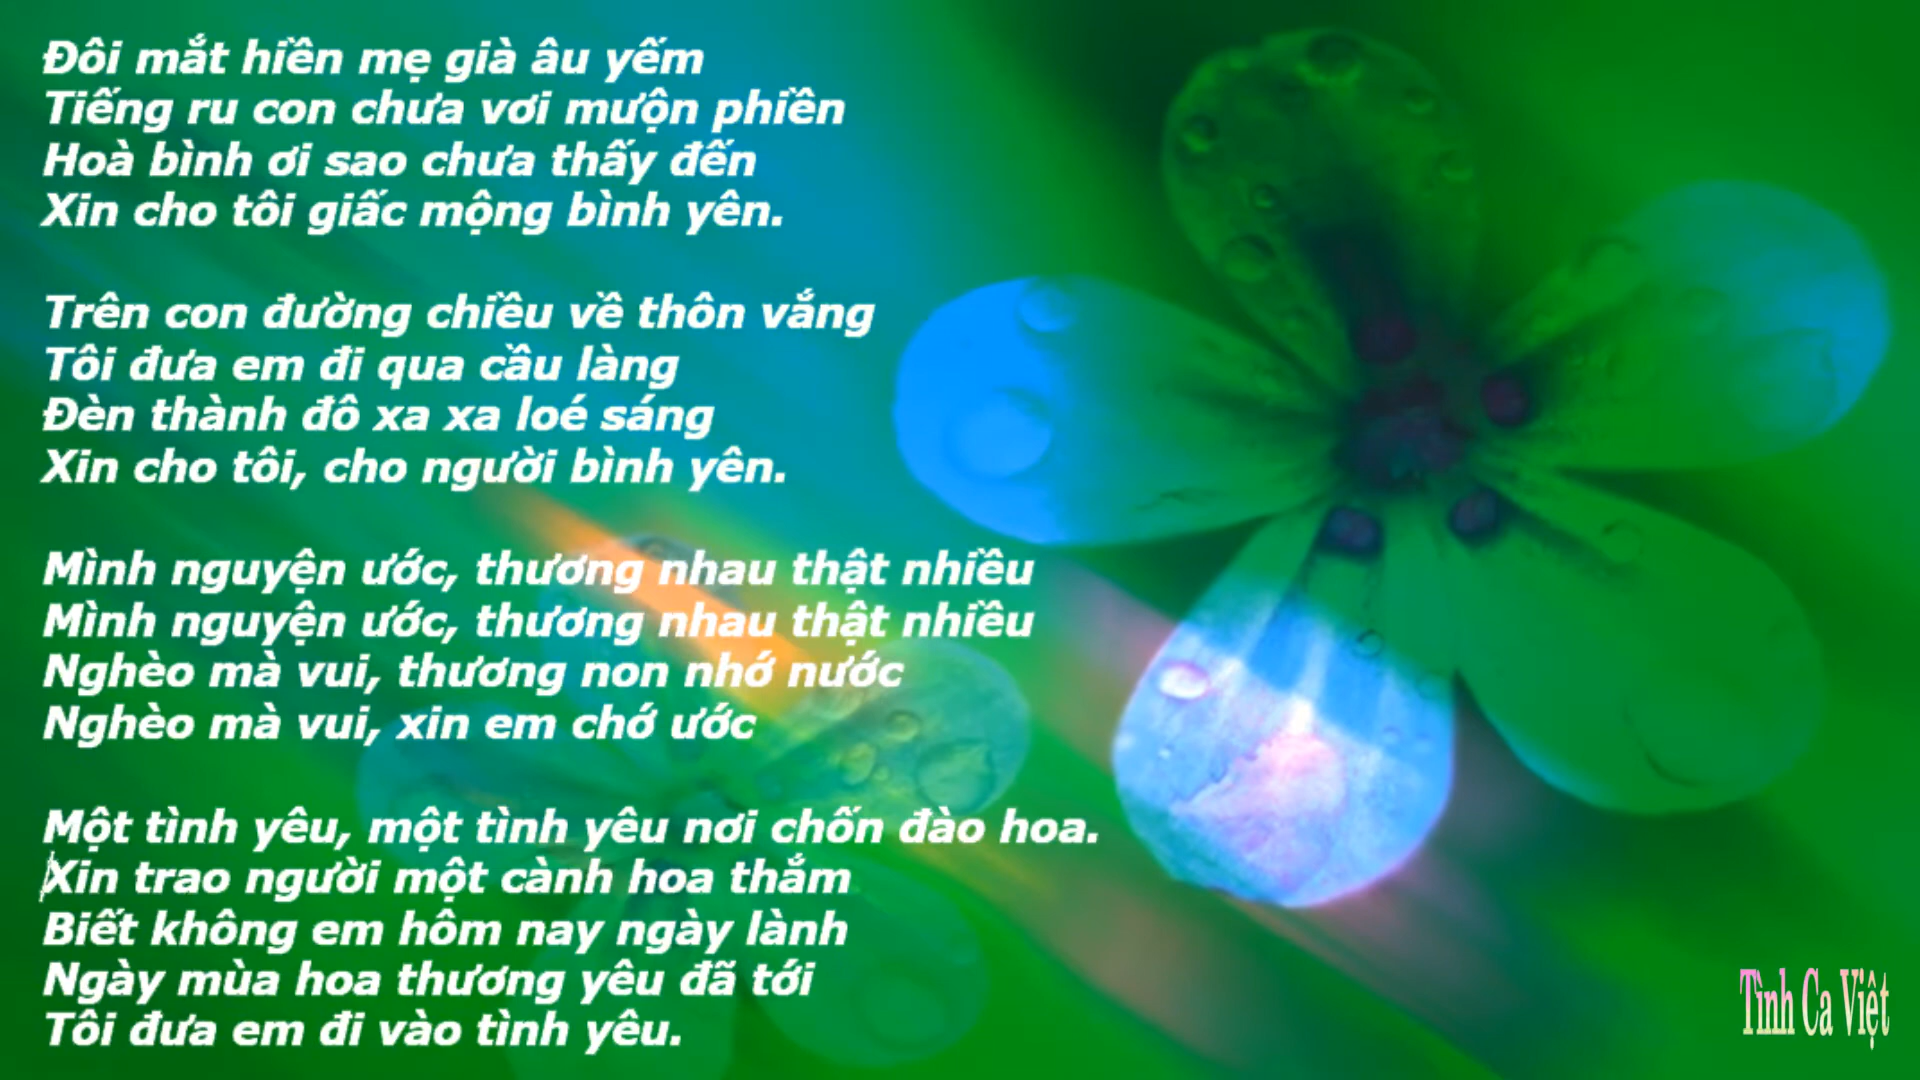 Đôi mắt hiền mẹ già âu yếm
Tiếng ru con chưa vơi muộn phiền
Hoà bình ơi sao chưa thấy đến
Xin cho tôi giấc mộng bình yên.
Trên con đường chiều về thôn vắng
Tôi đưa em đi qua cầu làng
Đèn thành đô xa xa loé sáng
Xin cho tôi, cho người bình yên.
Mình nguyện ước, thương nhau thật nhiều
Mình nguyện ước, thương nhau thật nhiều
Nghèo mà vui, thương non nhớ nước
Nghèo mà vui, xin em chớ ước
Một tình yêu, một tình yêu nơi chốn đào hoa.
Xin trao người một cành hoa thắm
Biết không em hôm nay ngày lành
Ngày mùa hoa thương yêu đã tới
Tôi đưa em đi vào tình yêu.
Tình Ca Việt